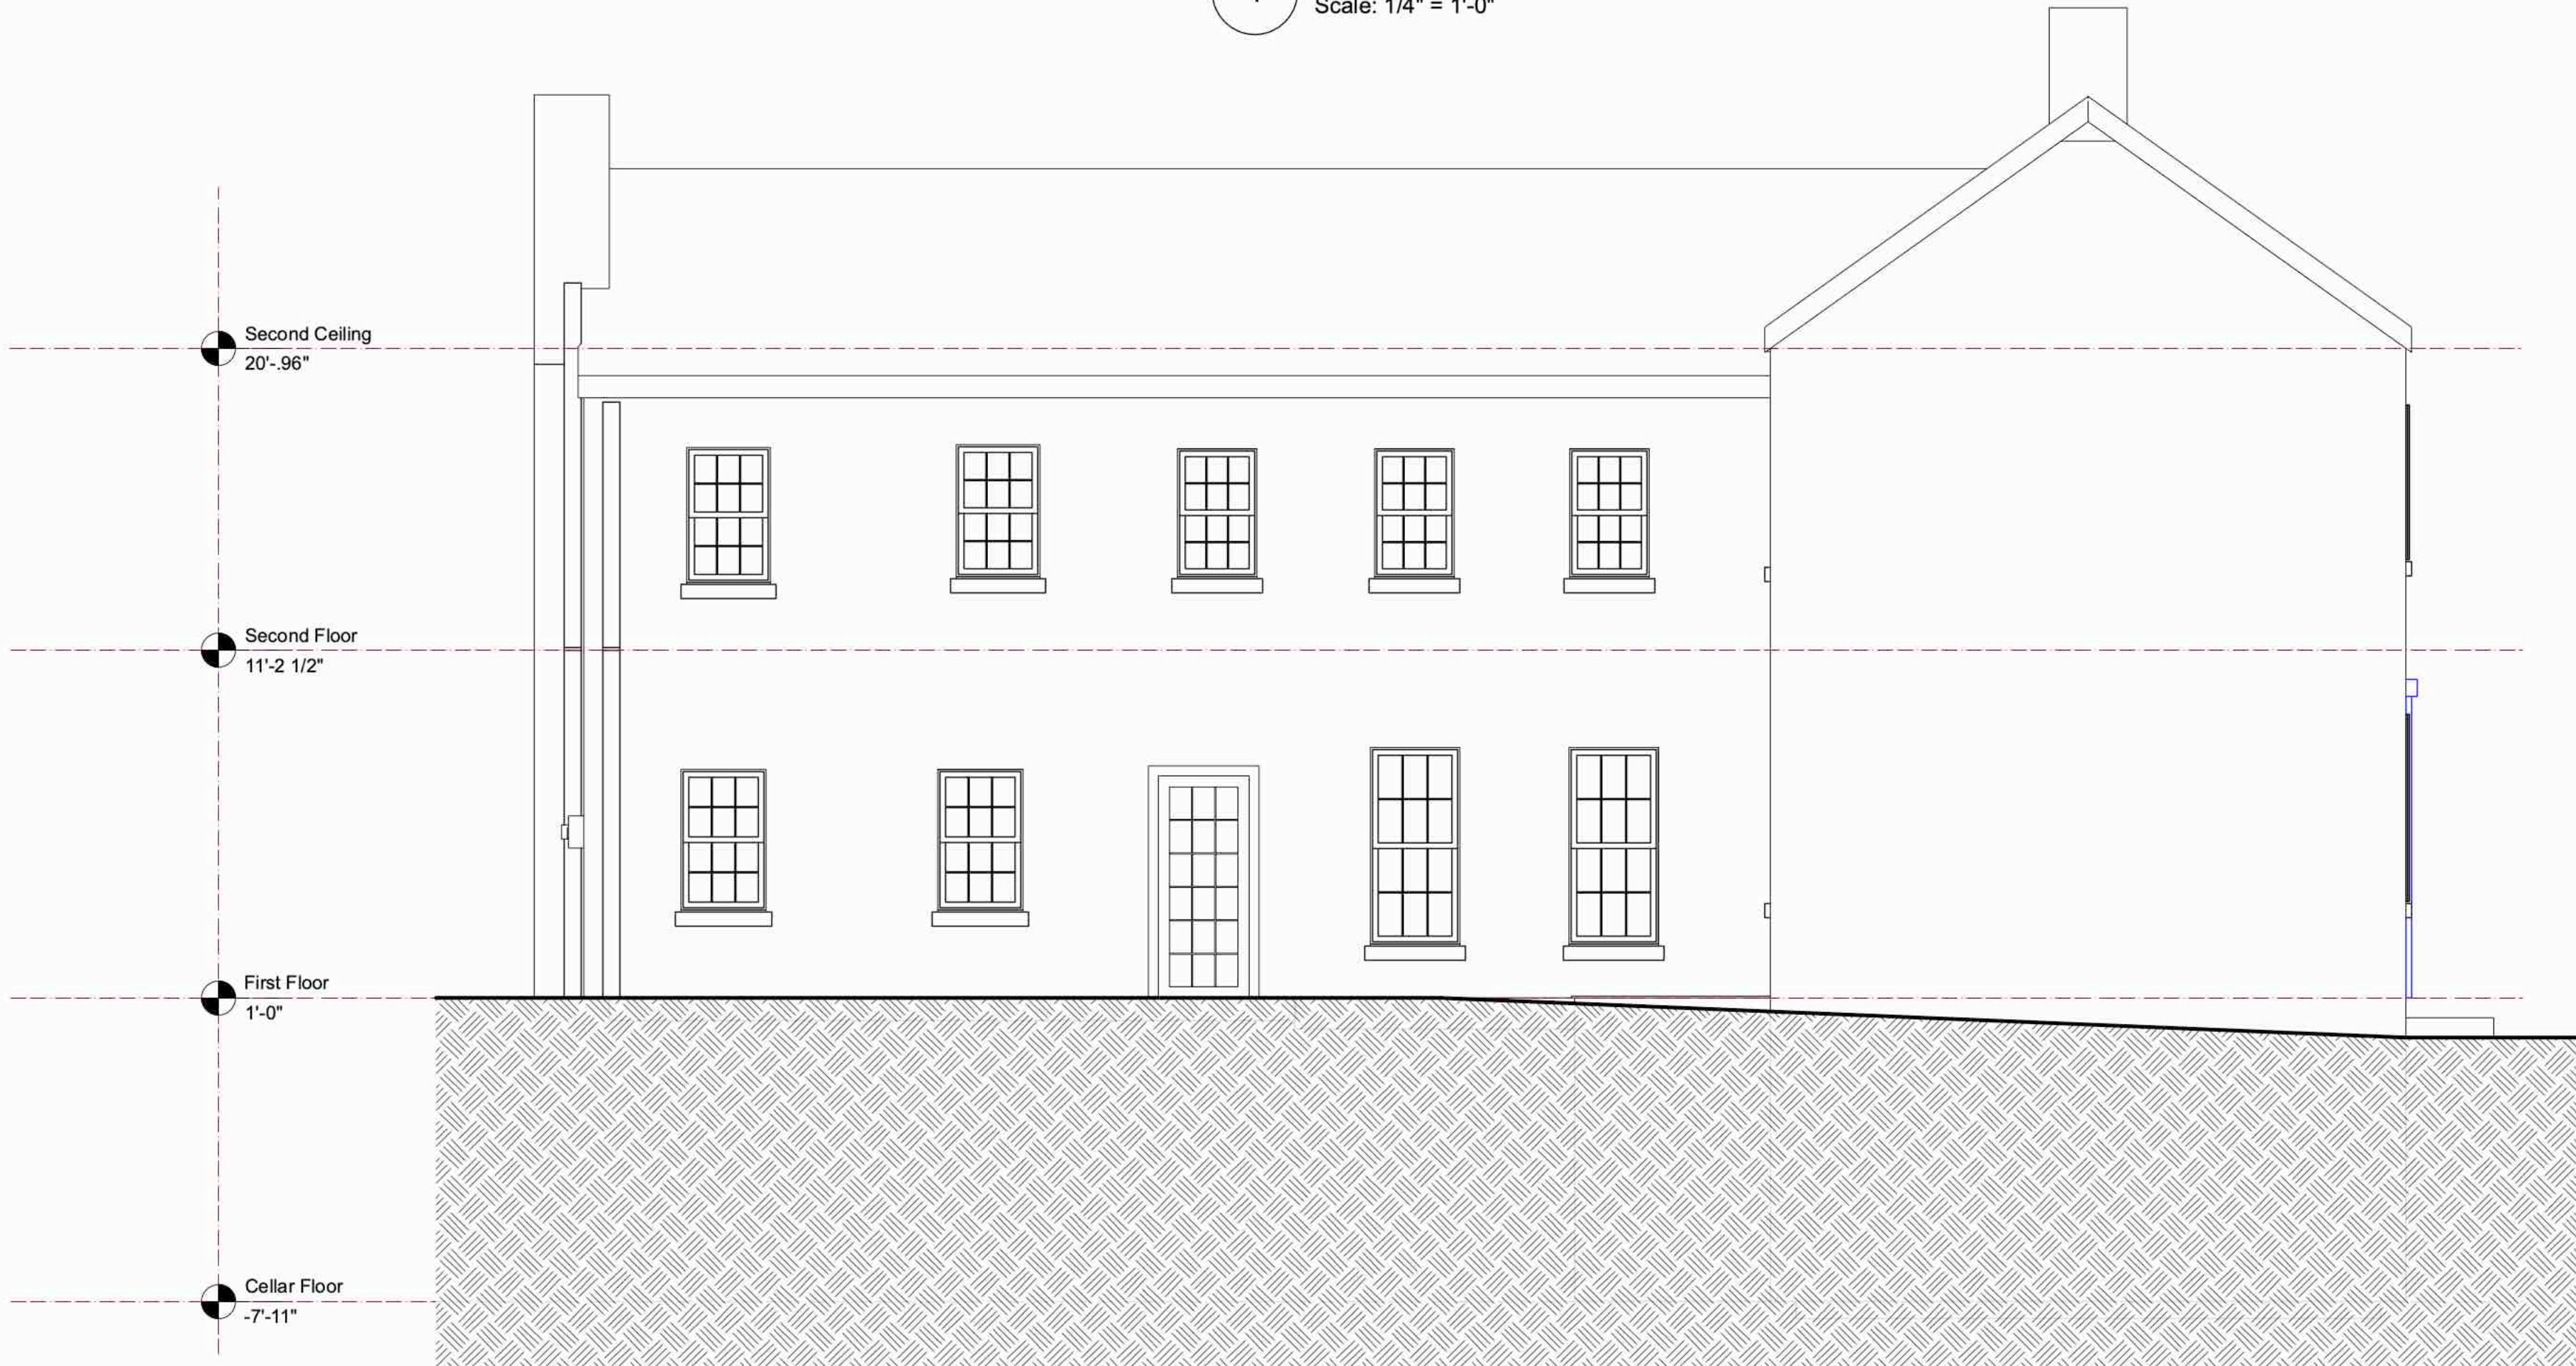 Scale: 1/4" = 1'-0"
Second Ceiling
20'-.96"
Second Floor
11'-2 1/2"
First Floor
1'-0"
Cellar Floor
-7'-11"